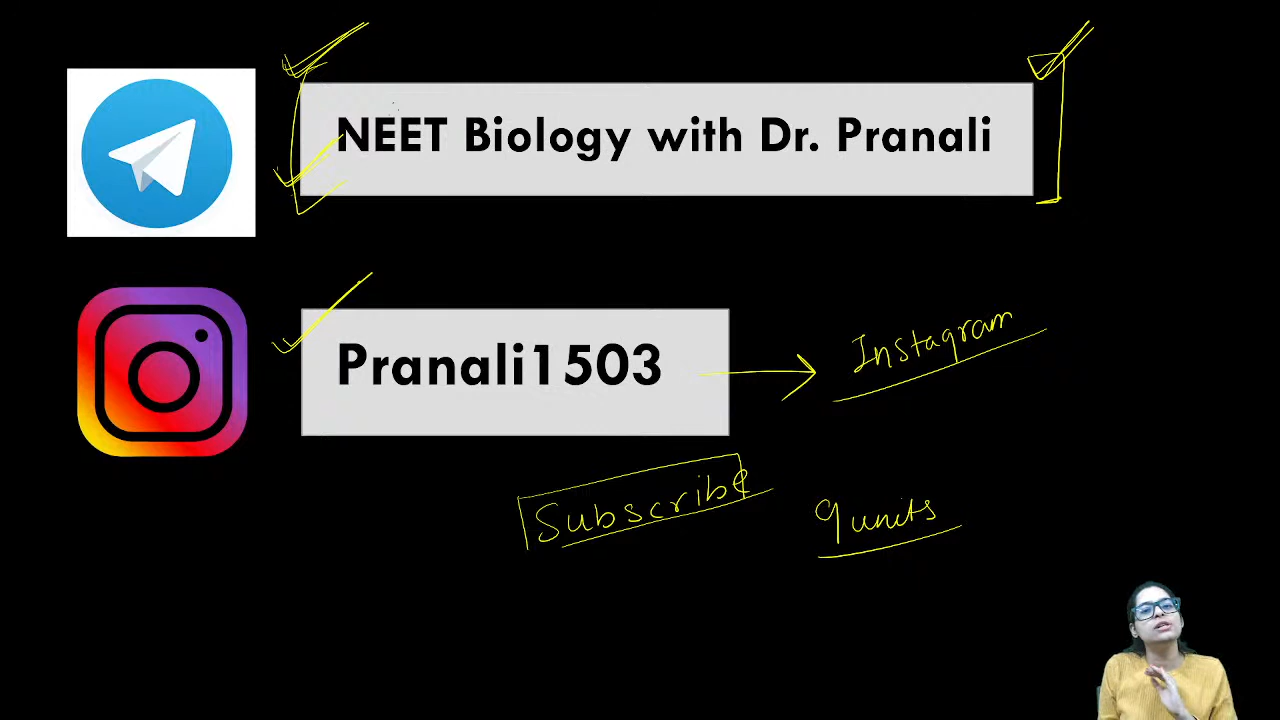 NEET Biology with Dr. Pranali
Pranali1503
Instagram
Subscribe
9 units